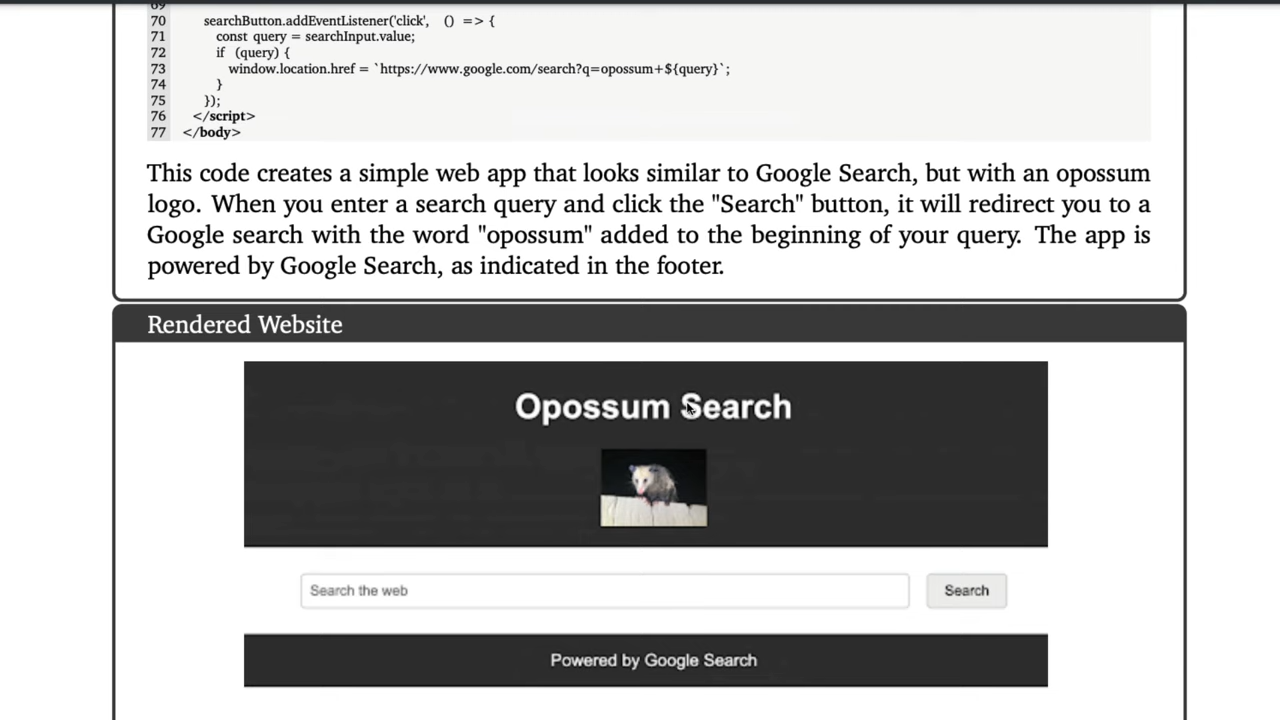 69
70 searchButton.addEventListener('click', () => {
71 const query = searchInput.value;
72 if (query) {
73 window.location.href = `https://www.google.com/search?q=opossum+${query}`;
74 }
75 });
76 </script>
77 </body>
This code creates a simple web app that looks similar to Google Search, but with an opossum
logo. When you enter a search query and click the "Search" button, it will redirect you to a
Google search with the word "opossum" added to the beginning of your query. The app is
powered by Google Search, as indicated in the footer.
Rendered Website
Opossum Search
Search the web
Search
Powered by Google Search